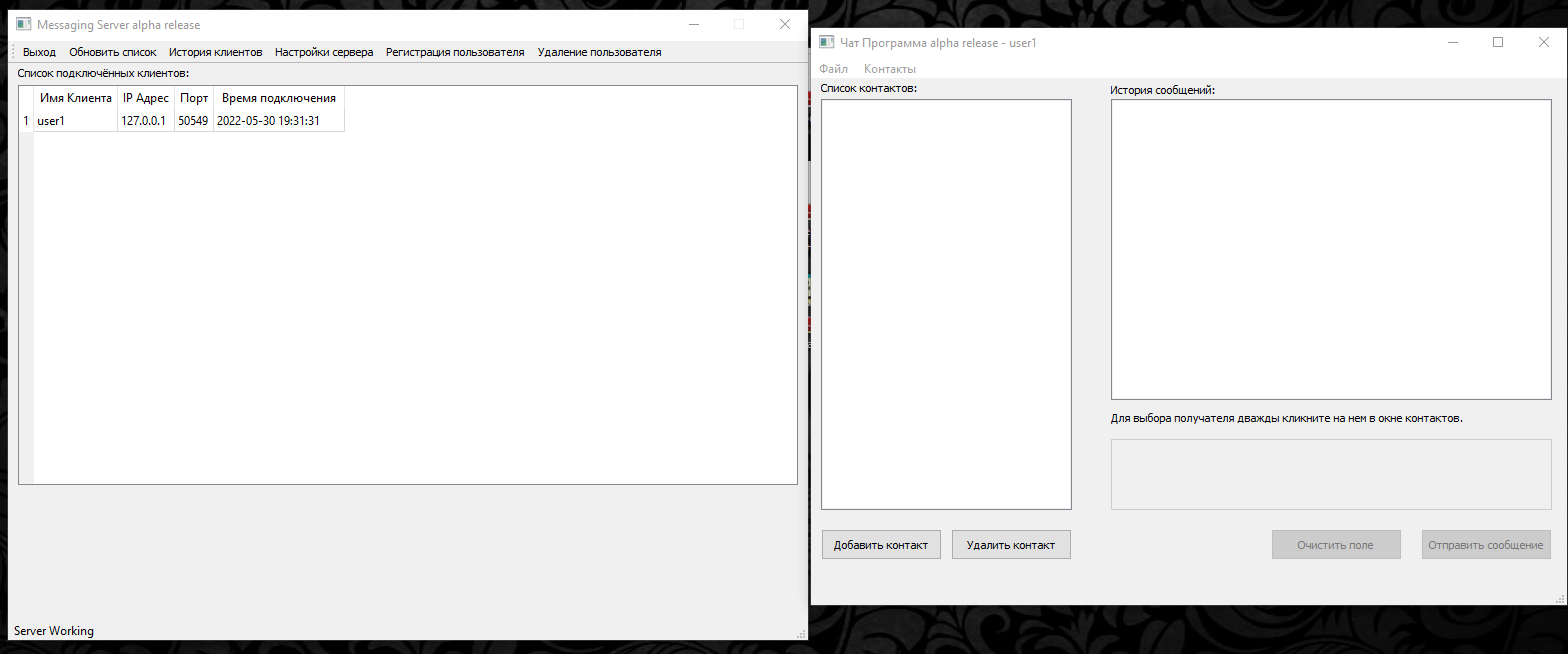 Messaging Server alpha release
Выход Обновить список История клиентов Настройки сервера Регистрация пользователя Удаление пользователя
Список подключённых клиентов:
Имя Клиента IP Адрес Порт Время подключения
1 user1 127.0.0.1 50549 2022-05-30 19:31:31
Server Working
Чат Программа alpha release - user1
Файл Контакты
Список контактов:
История сообщений:
Для выбора получателя дважды кликните на нем в окне контактов.
Добавить контакт Удалить контакт Очистить поле Отправить сообщение